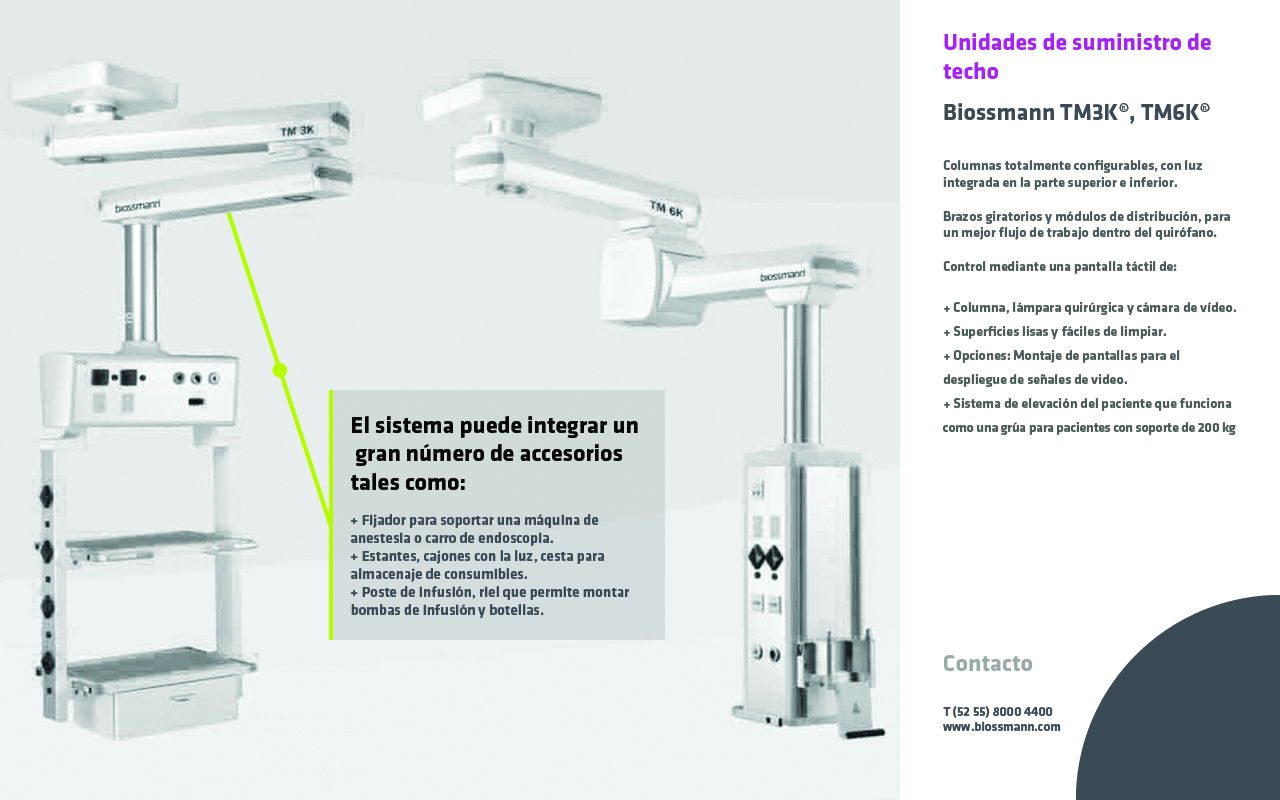 TM 3K
biossmann
TM 6K
biossmann
El sistema puede integrar un
gran número de accesorios
tales como:
+ Fijador para soportar una máquina de
anestesia o carro de endoscopia.
+ Estantes, cajones con la luz, cesta para
almacenaje de consumibles.
+ Poste de infusión, riel que permite montar
bombas de infusión y botellas.
Unidades de suministro de
techo
Biossmann TM3K®, TM6K®
Columnas totalmente configurables, con luz
integrada en la parte superior e inferior.
Brazos giratorios y módulos de distribución, para
un mejor flujo de trabajo dentro del quirófano.
Control mediante una pantalla táctil de:
+ Columna, lámpara quirúrgica y cámara de vídeo.
+ Superficies lisas y fáciles de limpiar.
+ Opciones: Montaje de pantallas para el
despliegue de señales de video.
+ Sistema de elevación del paciente que funciona
como una grúa para pacientes con soporte de 200 kg
Contacto
T (52 55) 8000 4400
www.biossmann.com